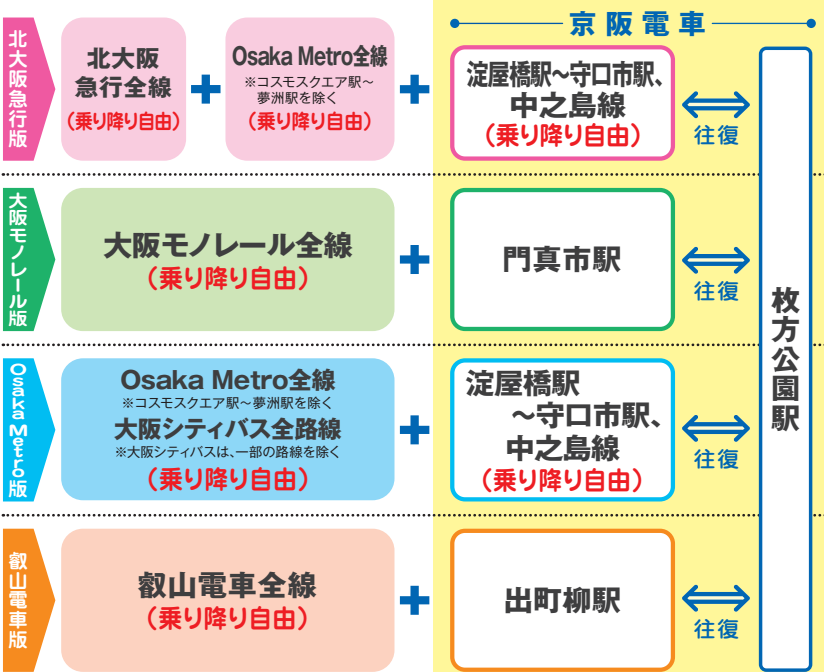 京阪電車
北大阪急行版
北大阪
急行全線
(乗り降り自由)
+
Osaka Metro全線
※コスモスクエア駅～
夢洲駅を除く
(乗り降り自由)
+
淀屋橋駅～守口市駅、
中之島線
(乗り降り自由)
往復
大阪モノレール版
大阪モノレール全線
(乗り降り自由)
+
門真市駅
往復
枚方公園駅
Osaka Metro版
Osaka Metro全線
※コスモスクエア駅～夢洲駅を除く
大阪シティバス全路線
※大阪シティバスは、一部の路線を除く
(乗り降り自由)
+
淀屋橋駅
～守口市駅、
中之島線
(乗り降り自由)
往復
叡山電車版
叡山電車全線
(乗り降り自由)
+
出町柳駅
往復